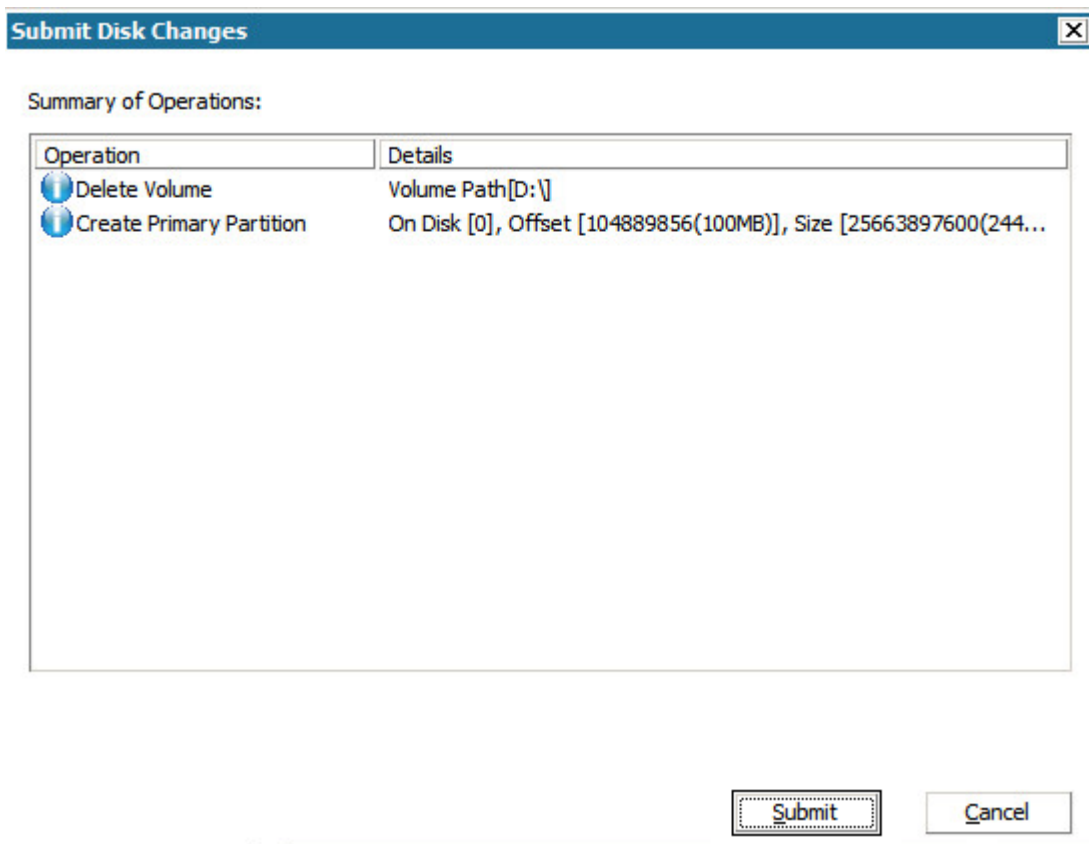 Submit Disk Changes
Summary of Operations:
Operation Details
Delete Volume Volume Path[D:\]
Create Primary Partition On Disk [0], Offset [104889856(100MB)], Size [25663897600(244...
Submit Cancel